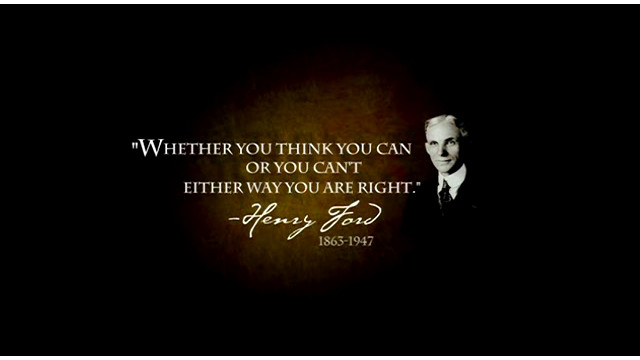 "WHETHER YOU THINK YOU CAN
OR YOU CAN'T
EITHER WAY YOU ARE RIGHT."
-Henry Ford
1863-1947